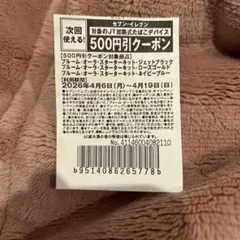 次回
使える!
セブン‐イレブン
対象のJT加熱式たばこデバイス
500円引クーポン
【500円引クーポン対象商品】
プルーム・オーラ・スターターキット・ジェットブラック
プルーム・オーラ・スターターキット・ローズゴールド
プルーム・オーラ・スターターキット・ネイビーブルー
【利用期間】
2026年4月6日(月)~4月19日(日)
No.41146004082110
b9514086265778b